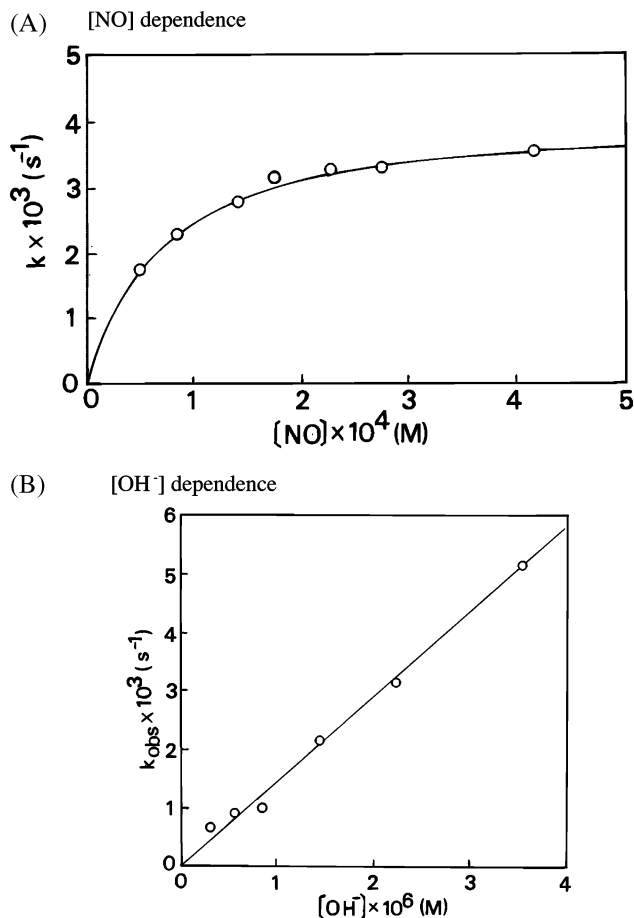 (A) [NO] dependence
5
4
3
2
1
0
k × 10³ (s⁻¹)
0 1 2 3 4 5
[NO]×10⁴ (M)
(B) [OH⁻] dependence
6
5
4
3
2
1
0
kobs × 10³ (s⁻¹)
0 1 2 3 4
[OH⁻]×10⁶ (M)